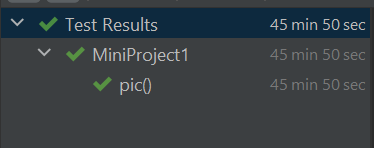 Test Results 45 min 50 sec
MiniProject1 45 min 50 sec
pic() 45 min 50 sec